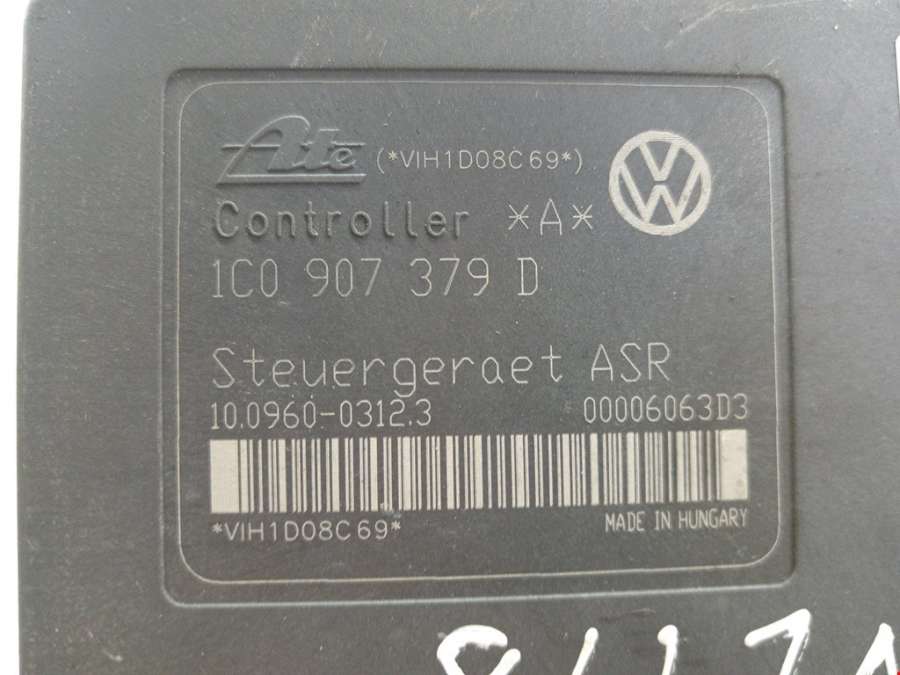 Ate (*VIH1D08C69*)
Controller *A*
1C0 907 379 D
Steuergeraet ASR
10.0960-0312.3 00006063D3
*VIH1D08C69*
MADE IN HUNGARY